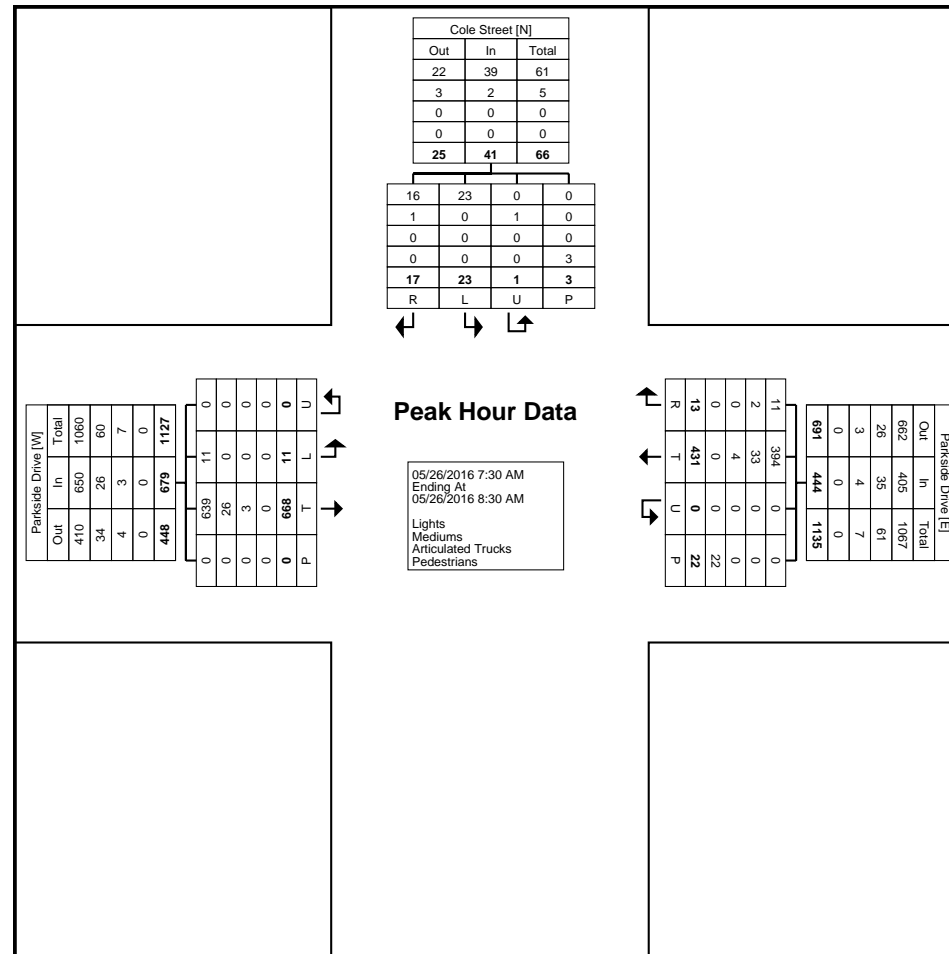 Cole Street [N]
Out In Total
22 39 61
3 2 5
0 0 0
0 0 0
25 41 66
16 23 0 0
1 0 1 0
0 0 0 0
0 0 0 3
17 23 1 3
R L U P
Parkside Drive [W]
Out In Total
410 650 1060
34 26 60
4 3 7
0 0 0
448 679 1127
0 639 11 0
0 26 0 0
0 3 0 0
0 0 0 0
0 668 11 0
P T L U
Peak Hour Data
05/26/2016 7:30 AM
Ending At
05/26/2016 8:30 AM
Lights
Mediums
Articulated Trucks
Pedestrians
Parkside Drive [E]
Out In Total
662 405 1067
26 35 61
3 4 7
0 0 0
691 444 1135
11 394 0 0
2 33 0 0
0 4 0 0
0 0 0 22
13 431 0 22
R T U P